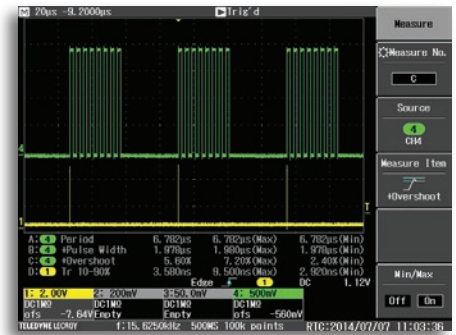 M 20µs -9.2000µs Trig'd
Measure
Measure No.
C
Source
4
CH4
Measure Item
+Overshoot
Min/Max
Off On
4
T
1
A: 4 Period 6.782µs 6.782µs(Max) 6.782µs(Min)
B: 4 +Pulse Width 1.978µs 1.980µs(Max) 1.978µs(Min)
C: 4 +Overshoot 5.60% 7.20%(Max) 2.40%(Min)
D: 1 Tr 10-90% 3.580ns 9.500ns(Max) 2.920ns(Min)
Edge 1 DC 1.12V
1: 2.00V 2: 200mV 3:50.0mV 4: 500mV
DC1MΩ DC1MΩ DC1MΩ DC1MΩ
ofs -7.64V Empty Empty ofs -560mV
TELEDYNE LECROY f:15.6250kHz 500MS 100k points RTC:2014/07/07 11:03:36